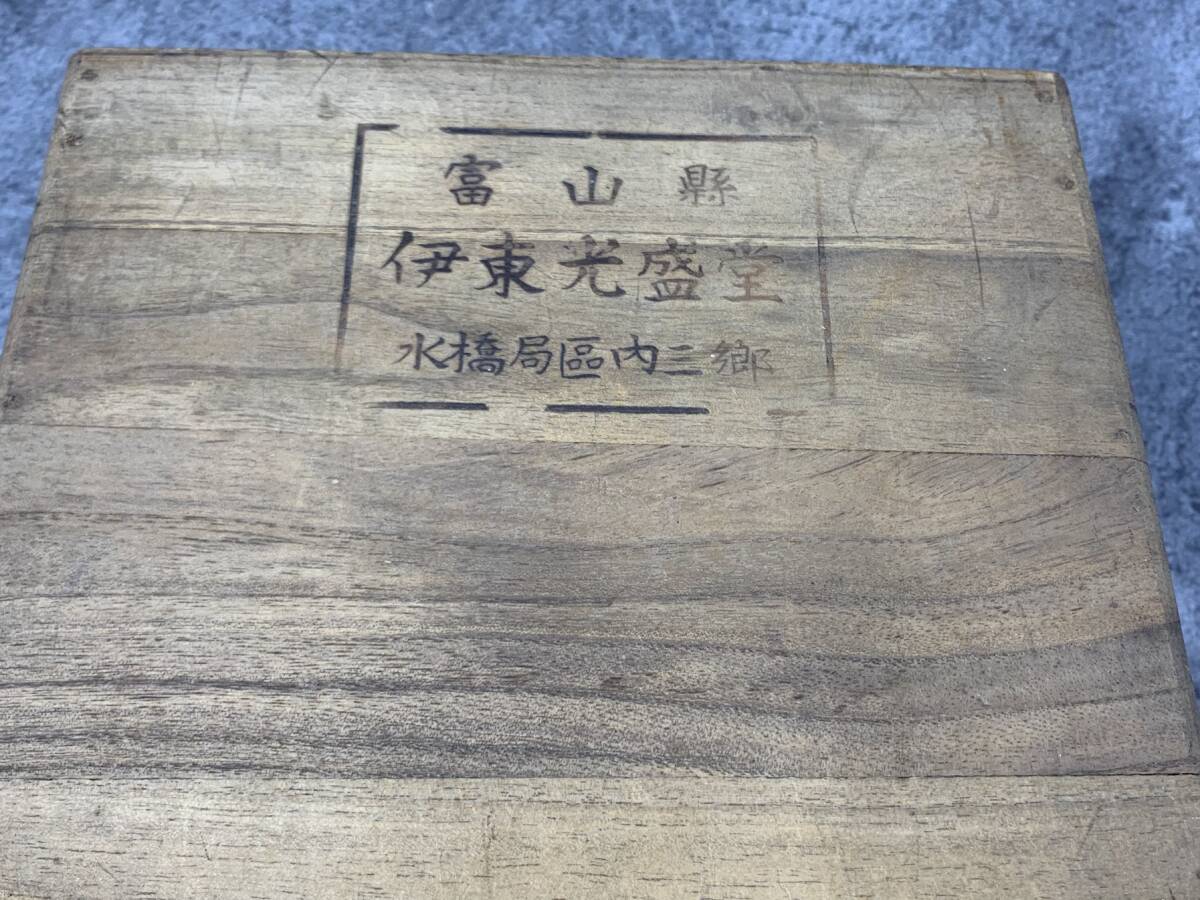 富山縣
伊東光盛堂
水橋局區内三郷